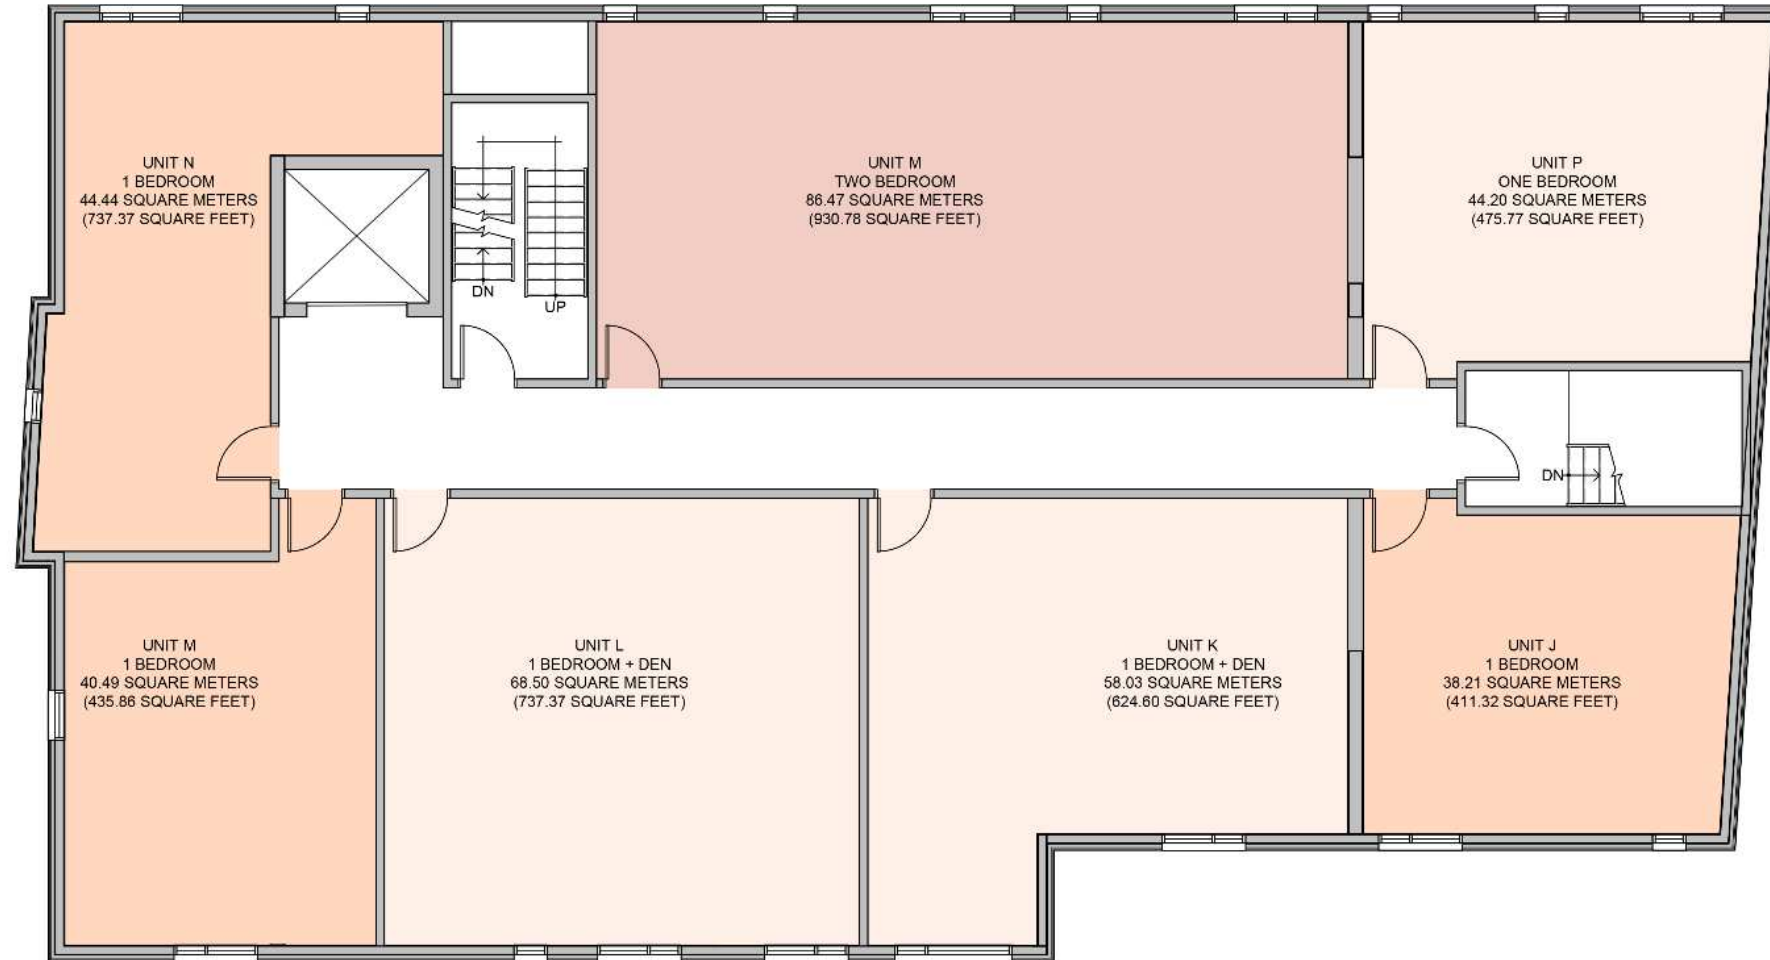 UNIT N
1 BEDROOM
44.44 SQUARE METERS
(737.37 SQUARE FEET)
UNIT M
TWO BEDROOM
86.47 SQUARE METERS
(930.78 SQUARE FEET)
UNIT P
ONE BEDROOM
44.20 SQUARE METERS
(475.77 SQUARE FEET)
DN
UP
DN
UNIT M
1 BEDROOM
40.49 SQUARE METERS
(435.86 SQUARE FEET)
UNIT L
1 BEDROOM + DEN
68.50 SQUARE METERS
(737.37 SQUARE FEET)
UNIT K
1 BEDROOM + DEN
58.03 SQUARE METERS
(624.60 SQUARE FEET)
UNIT J
1 BEDROOM
38.21 SQUARE METERS
(411.32 SQUARE FEET)